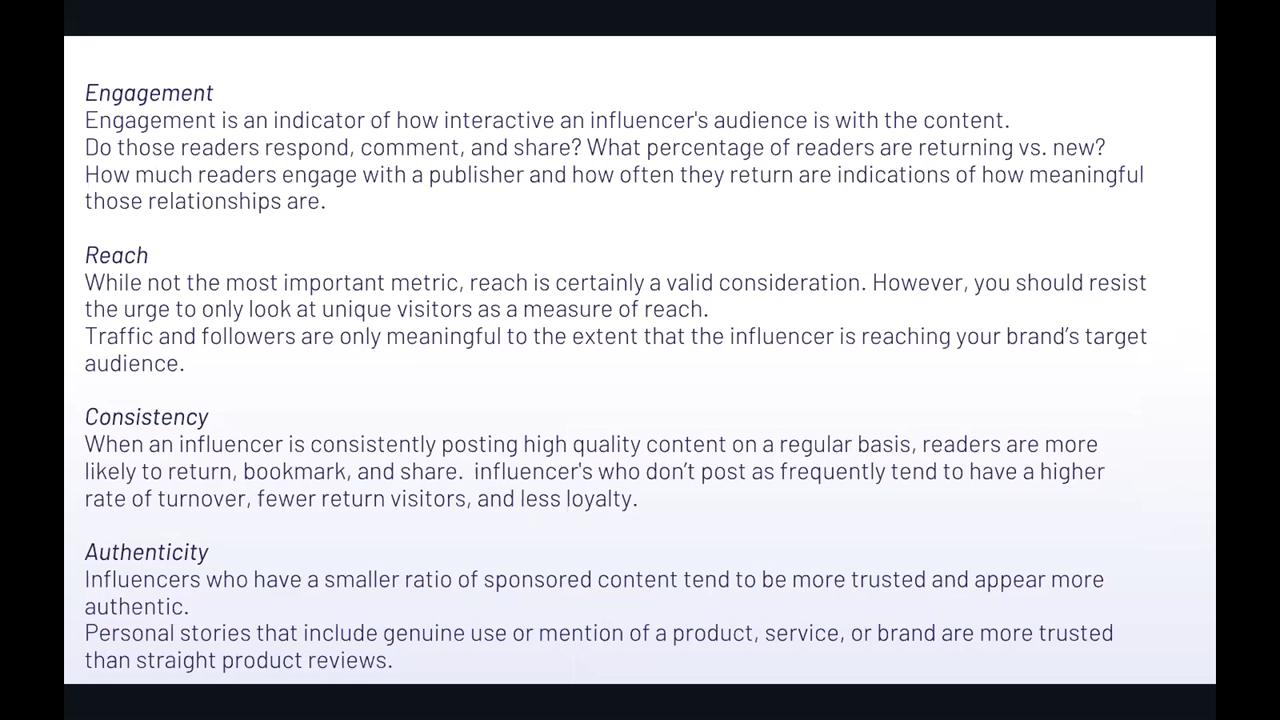 Engagement
Engagement is an indicator of how interactive an influencer's audience is with the content.
Do those readers respond, comment, and share? What percentage of readers are returning vs. new?
How much readers engage with a publisher and how often they return are indications of how meaningful
those relationships are.
Reach
While not the most important metric, reach is certainly a valid consideration. However, you should resist
the urge to only look at unique visitors as a measure of reach.
Traffic and followers are only meaningful to the extent that the influencer is reaching your brand’s target
audience.
Consistency
When an influencer is consistently posting high quality content on a regular basis, readers are more
likely to return, bookmark, and share.  influencer's who don’t post as frequently tend to have a higher
rate of turnover, fewer return visitors, and less loyalty.
Authenticity
Influencers who have a smaller ratio of sponsored content tend to be more trusted and appear more
authentic.
Personal stories that include genuine use or mention of a product, service, or brand are more trusted
than straight product reviews.